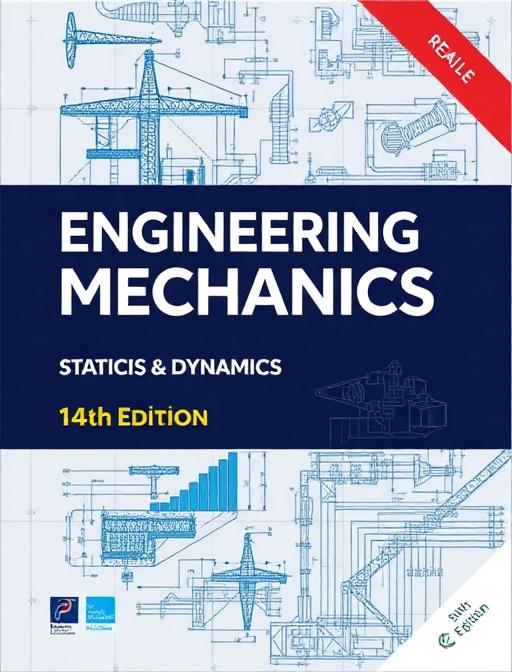 REAILE
ENGINEERING
MECHANICS
STATICIS & DYNAMICS
14th EDITION
Edition